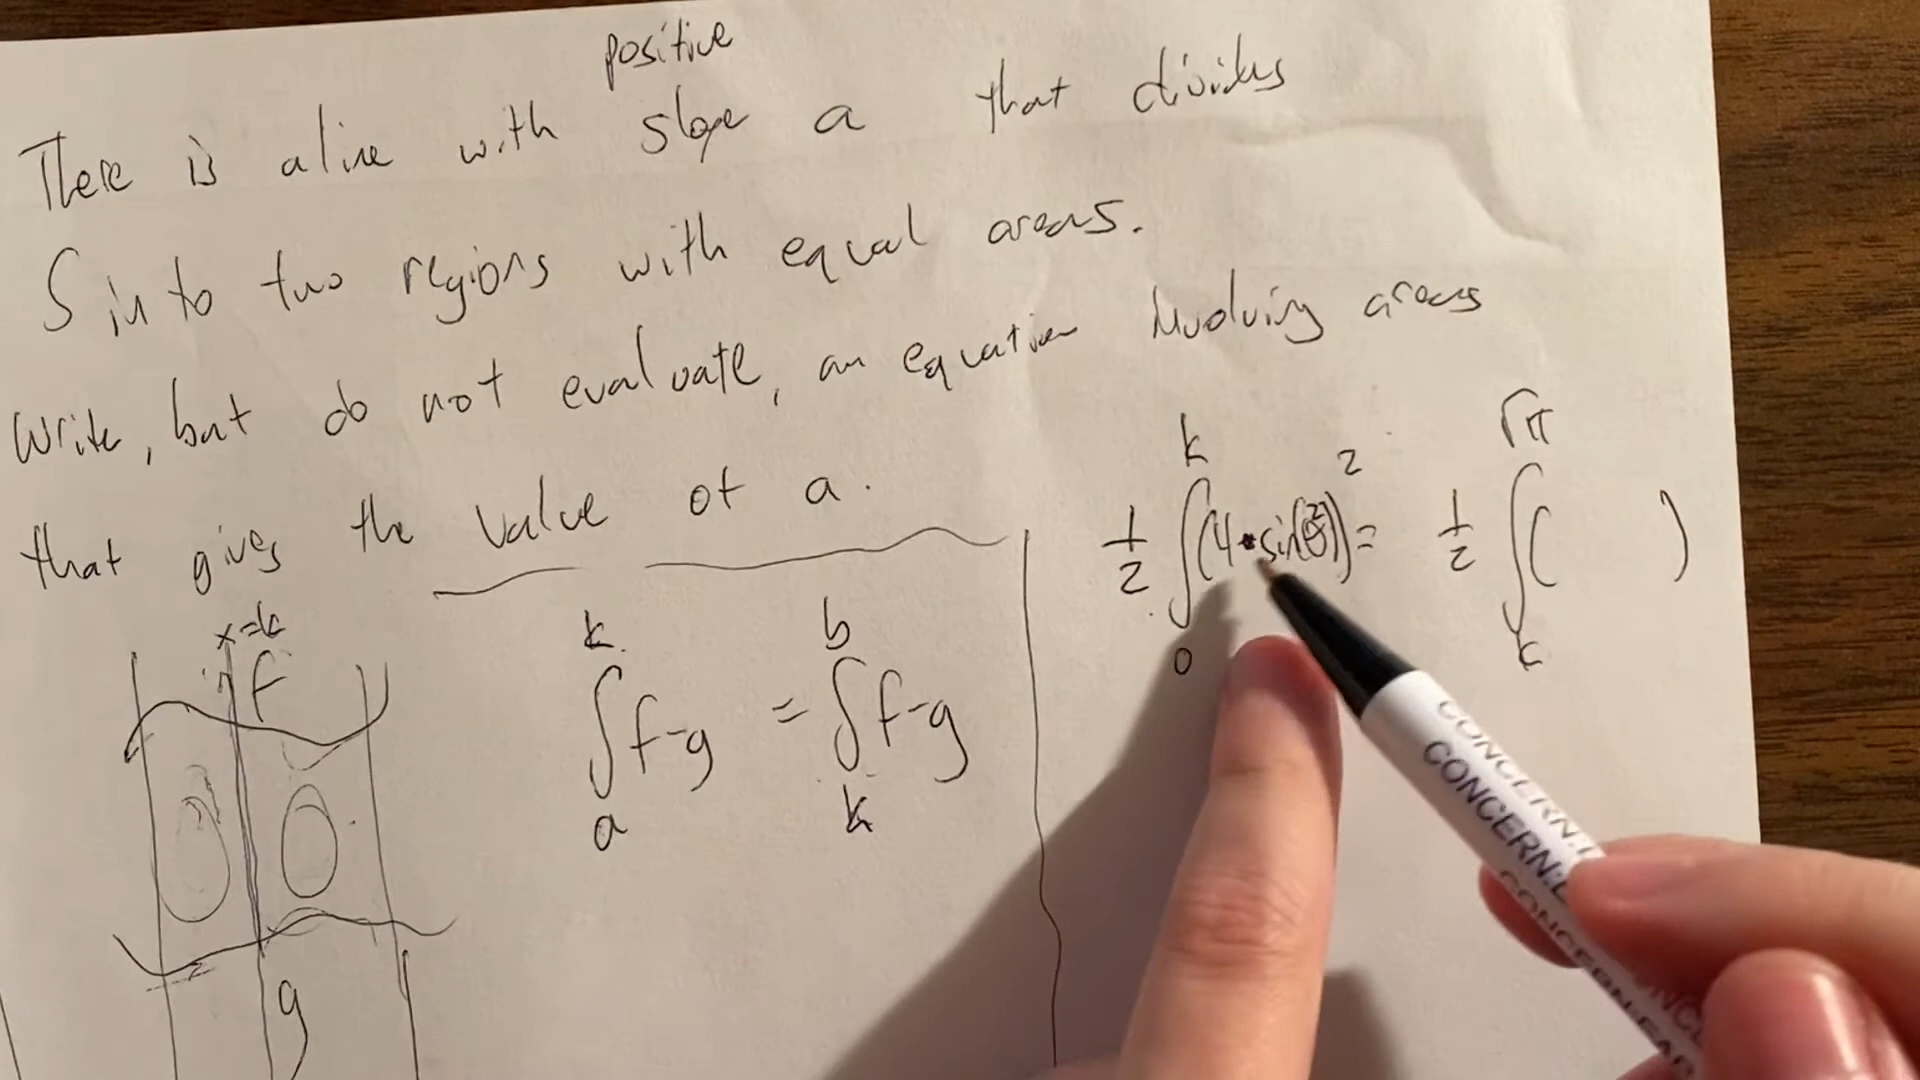 positive
There is a line with slope a that divides
S into two regions with equal areas.
Write, but do not evaluate, an equation involving areas
that gives the value of a.
x=k
f
g
k
∫ f-g = ∫ f-g
a
b
k
k
1/2 ∫ (4·sin(θ²))² = 1/2 ∫ ( )
0
√π
k
CONCERN:
CONCERN:
CONCERN:FEAR